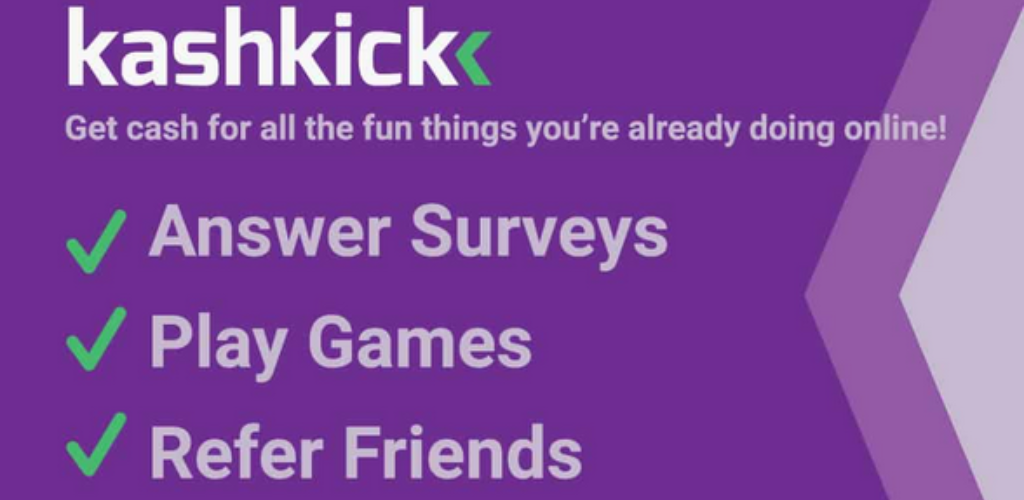 kashkick
Get cash for all the fun things you’re already doing online!
Answer Surveys
Play Games
Refer Friends